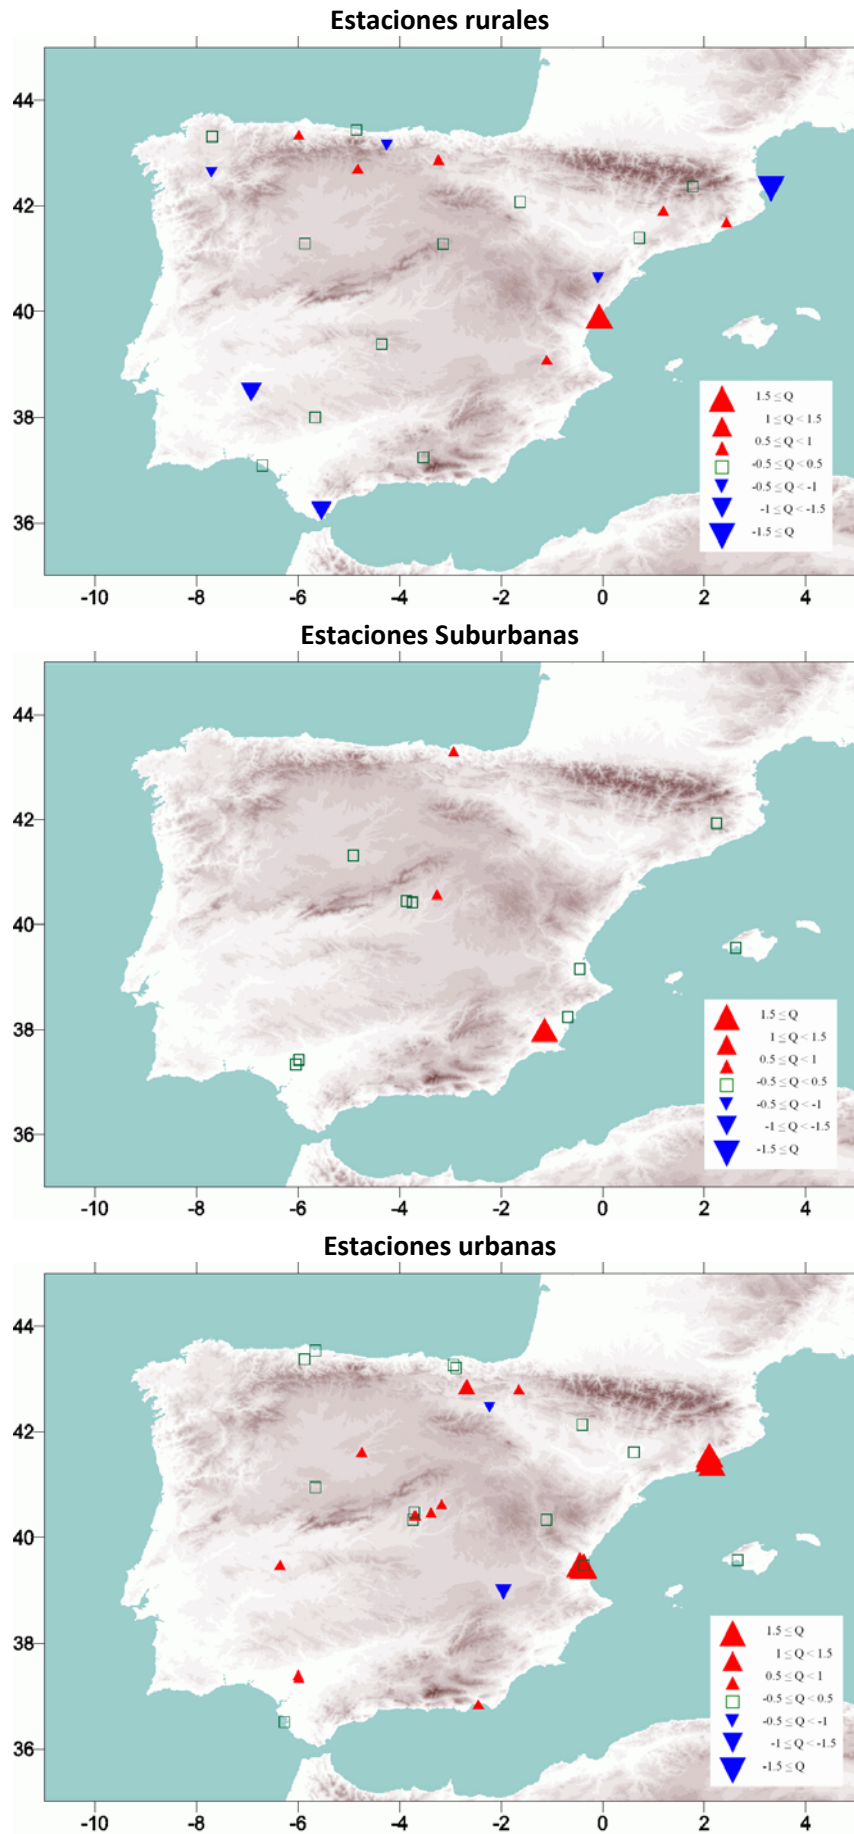 Estaciones rurales
44
42
40
38
36
1.5 ≤ Q
1 ≤ Q < 1.5
0.5 ≤ Q < 1
-0.5 ≤ Q < 0.5
-0.5 ≤ Q < -1
-1 ≤ Q < -1.5
-1.5 ≤ Q
-10 -8 -6 -4 -2 0 2 4
Estaciones Suburbanas
44
42
40
38
36
1.5 ≤ Q
1 ≤ Q < 1.5
0.5 ≤ Q < 1
-0.5 ≤ Q < 0.5
-0.5 ≤ Q < -1
-1 ≤ Q < -1.5
-1.5 ≤ Q
-10 -8 -6 -4 -2 0 2 4
Estaciones urbanas
44
42
40
38
36
1.5 ≤ Q
1 ≤ Q < 1.5
0.5 ≤ Q < 1
-0.5 ≤ Q < 0.5
-0.5 ≤ Q < -1
-1 ≤ Q < -1.5
-1.5 ≤ Q
-10 -8 -6 -4 -2 0 2 4